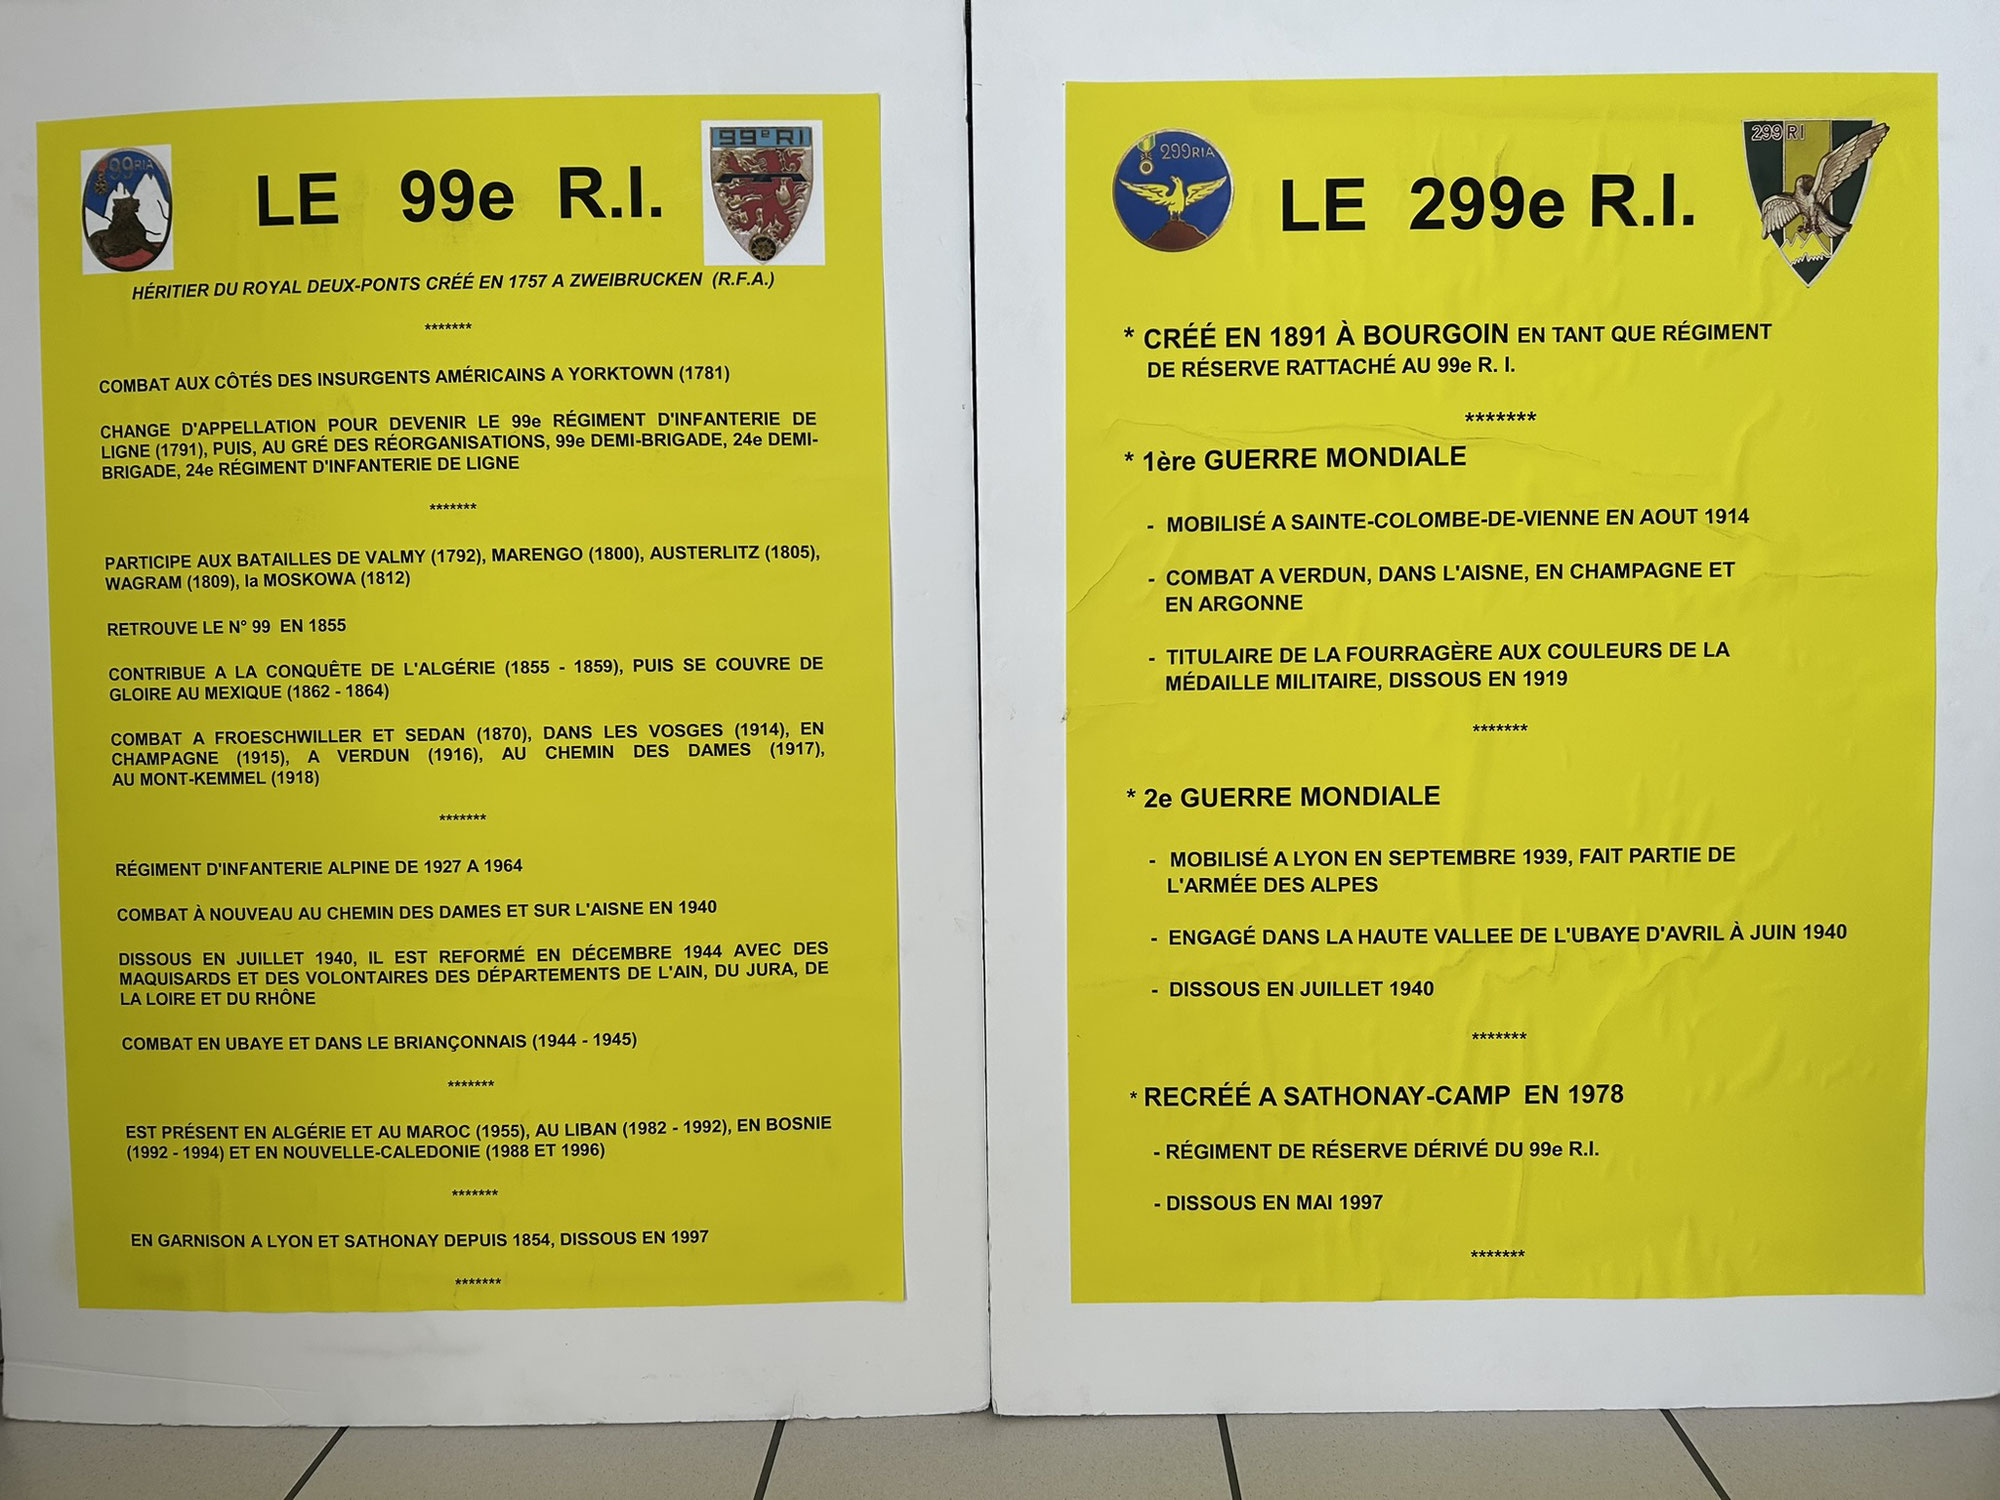 99RIA
99e RI
LE 99e R.I.
HÉRITIER DU ROYAL DEUX-PONTS CRÉÉ EN 1757 A ZWEIBRUCKEN (R.F.A.)
*******
COMBAT AUX CÔTÉS DES INSURGENTS AMÉRICAINS A YORKTOWN (1781)
CHANGE D'APPELLATION POUR DEVENIR LE 99e RÉGIMENT D'INFANTERIE DE
LIGNE (1791), PUIS, AU GRÉ DES RÉORGANISATIONS, 99e DEMI-BRIGADE, 24e DEMI-
BRIGADE, 24e RÉGIMENT D'INFANTERIE DE LIGNE
*******
PARTICIPE AUX BATAILLES DE VALMY (1792), MARENGO (1800), AUSTERLITZ (1805),
WAGRAM (1809), la MOSKOWA (1812)
RETROUVE LE N° 99 EN 1855
CONTRIBUE A LA CONQUÊTE DE L'ALGÉRIE (1855 - 1859), PUIS SE COUVRE DE
GLOIRE AU MEXIQUE (1862 - 1864)
COMBAT A FROESCHWILLER ET SEDAN (1870), DANS LES VOSGES (1914), EN
CHAMPAGNE (1915), A VERDUN (1916), AU CHEMIN DES DAMES (1917),
AU MONT-KEMMEL (1918)
*******
RÉGIMENT D'INFANTERIE ALPINE DE 1927 A 1964
COMBAT À NOUVEAU AU CHEMIN DES DAMES ET SUR L'AISNE EN 1940
DISSOUS EN JUILLET 1940, IL EST REFORMÉ EN DÉCEMBRE 1944 AVEC DES
MAQUISARDS ET DES VOLONTAIRES DES DÉPARTEMENTS DE L'AIN, DU JURA, DE
LA LOIRE ET DU RHÔNE
COMBAT EN UBAYE ET DANS LE BRIANÇONNAIS (1944 - 1945)
*******
EST PRÉSENT EN ALGÉRIE ET AU MAROC (1955), AU LIBAN (1982 - 1992), EN BOSNIE
(1992 - 1994) ET EN NOUVELLE-CALEDONIE (1988 ET 1996)
*******
EN GARNISON A LYON ET SATHONAY DEPUIS 1854, DISSOUS EN 1997
*******
299RIA
299 RI
LE 299e R.I.
* CRÉÉ EN 1891 À BOURGOIN EN TANT QUE RÉGIMENT
DE RÉSERVE RATTACHÉ AU 99e R. I.
*******
* 1ère GUERRE MONDIALE
- MOBILISÉ A SAINTE-COLOMBE-DE-VIENNE EN AOUT 1914
- COMBAT A VERDUN, DANS L'AISNE, EN CHAMPAGNE ET
EN ARGONNE
- TITULAIRE DE LA FOURRAGÈRE AUX COULEURS DE LA
MÉDAILLE MILITAIRE, DISSOUS EN 1919
*******
* 2e GUERRE MONDIALE
- MOBILISÉ A LYON EN SEPTEMBRE 1939, FAIT PARTIE DE
L'ARMÉE DES ALPES
- ENGAGÉ DANS LA HAUTE VALLEE DE L'UBAYE D'AVRIL À JUIN 1940
- DISSOUS EN JUILLET 1940
*******
* RECRÉÉ A SATHONAY-CAMP EN 1978
- RÉGIMENT DE RÉSERVE DÉRIVÉ DU 99e R.I.
- DISSOUS EN MAI 1997
*******